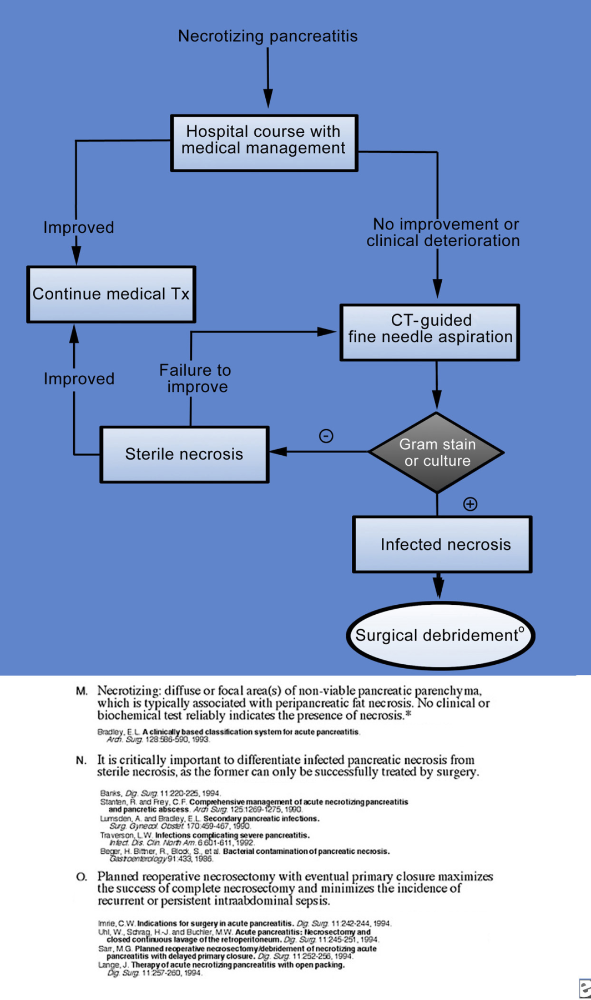 Necrotizing pancreatitis
Hospital course with
medical management
Improved
No improvement or
clinical deterioration
Continue medical Tx
CT-guided
fine needle aspiration
Improved
Failure to
improve
Sterile necrosis
-
Gram stain
or culture
+
Infected necrosis
Surgical debridement°
M. Necrotizing: diffuse or focal area(s) of non-viable pancreatic parenchyma,
which is typically associated with peripancreatic fat necrosis. No clinical or
biochemical test reliably indicates the presence of necrosis.*
Bradley, E.L. A clinically based classification system for acute pancreatitis.
Arch. Surg. 128:586-590, 1993.
N. It is critically important to differentiate infected pancreatic necrosis from
sterile necrosis, as the former can only be successfully treated by surgery.
Banks, Dig. Surg. 11:220-225, 1994.
Stanten, R. and Frey, C.F. Comprehensive management of acute necrotizing pancreatitis
and pancretic abscess. Arch Surg. 125:1269-1275, 1990.
Lumsden, A. and Bradley, E.L. Secondary pancreatic infections.
Surg. Gynecol. Obstet. 170:459-467, 1990.
Traverson, L.W. Infections complicating severe pancreatitis.
Infect. Dis. Clin. North Am. 6:601-611, 1992.
Beger, H. Bittner, R., Block, S., et al. Bacterial contamination of pancreatic necrosis.
Gastroenterology 91:433, 1986.
O. Planned reoperative necrosectomy with eventual primary closure maximizes
the success of complete necrosectomy and minimizes the incidence of
recurrent or persistent intraabdominal sepsis.
Imrie, C.W. Indications for surgery in acute pancreatitis. Dig. Surg. 11:242-244, 1994.
Uhl, W., Schrag, H.-J. and Buchler, M.W. Acute pancreatitis: Necrosectomy and
closed continuous lavage of the retroperitoneum. Dig. Surg. 11:245-251, 1994.
Sarr, M.G. Planned reoperative necrosectomy/debridement of necrotizing acute
pancreatitis with delayed primary closure. Dig. Surg. 11:252-256, 1994.
Lange, J. Therapy of acute necrotizing pancreatitis with open packing.
Dig. Surg. 11:257-260, 1994.
e